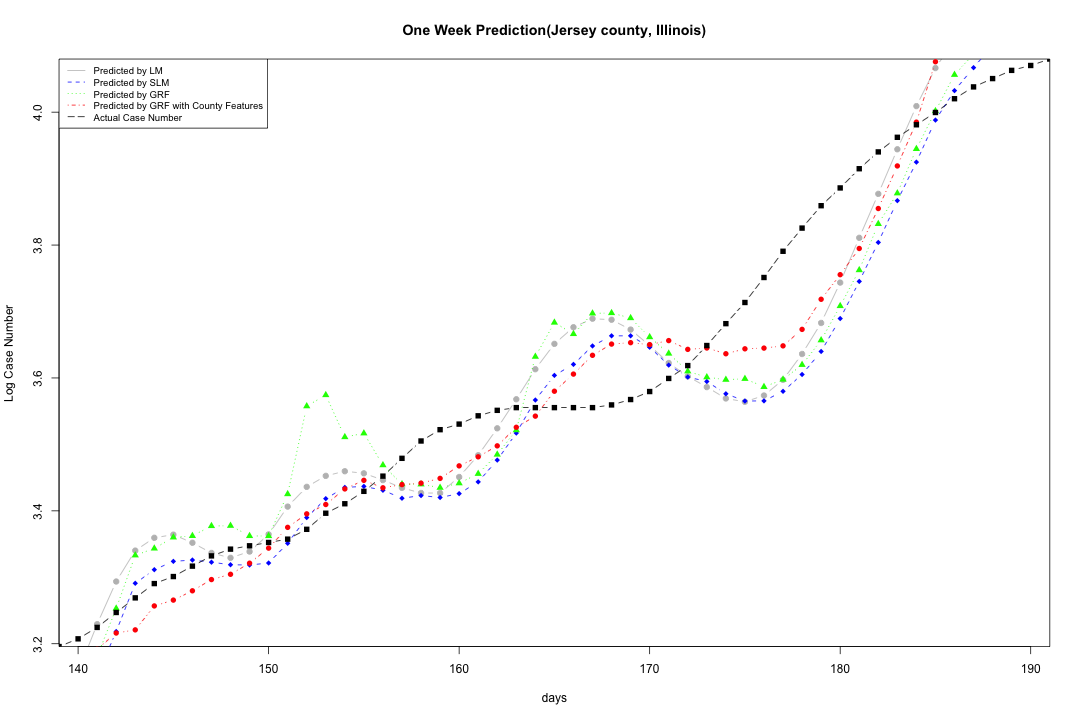 One Week Prediction(Jersey county, Illinois)
Predicted by LM
Predicted by SLM
Predicted by GRF
Predicted by GRF with County Features
Actual Case Number
Log Case Number
4.0
3.8
3.6
3.4
3.2
140 150 160 170 180 190
days